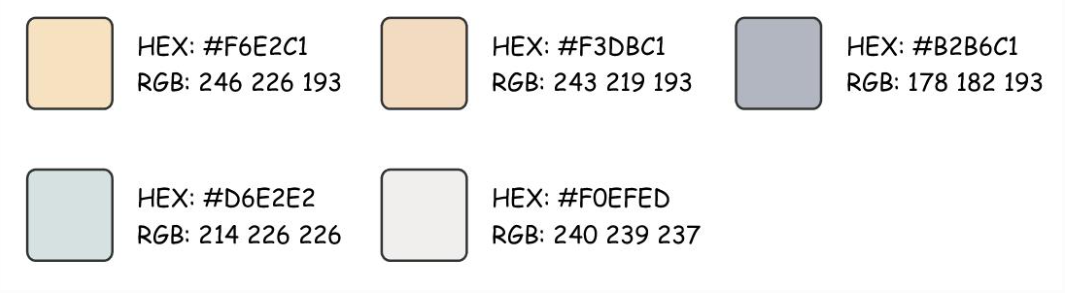 HEX: #F6E2C1
RGB: 246 226 193
HEX: #F3DBC1
RGB: 243 219 193
HEX: #B2B6C1
RGB: 178 182 193
HEX: #D6E2E2
RGB: 214 226 226
HEX: #F0EFED
RGB: 240 239 237